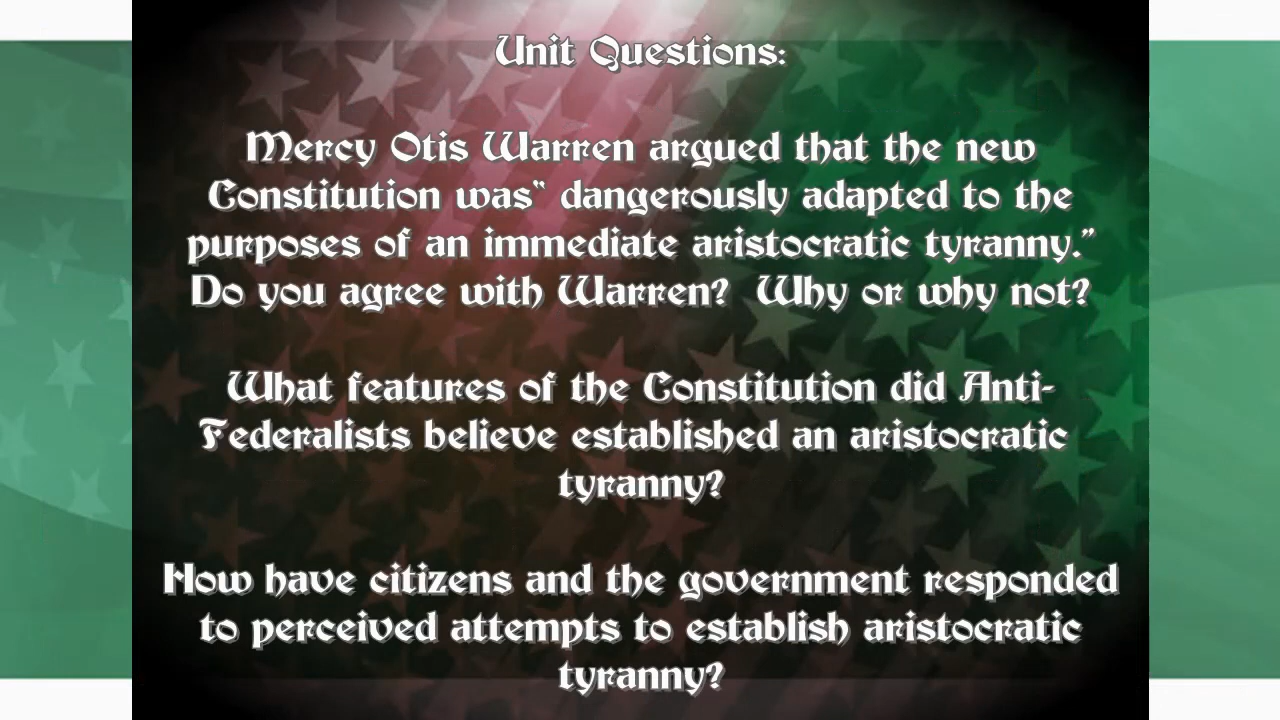 Unit Questions:
Mercy Otis Warren argued that the new
Constitution was" dangerously adapted to the
purposes of an immediate aristocratic tyranny."
Do you agree with Warren?  Why or why not?
What features of the Constitution did Anti-
Federalists believe established an aristocratic
tyranny?
How have citizens and the government responded
to perceived attempts to establish aristocratic
tyranny?